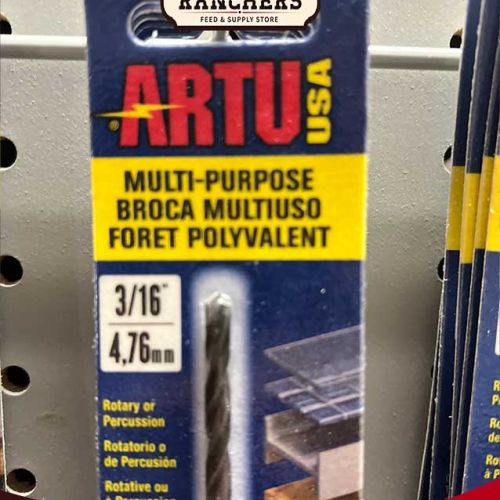 RANCHERS
FEED & SUPPLY STORE
ARTU USA
®
MULTI-PURPOSE
BROCA MULTIUSO
FORET POLYVALENT
3/16"
4,76mm
Rotary or
Percussion
Rotatorio o
de Percusión
Rotative ou